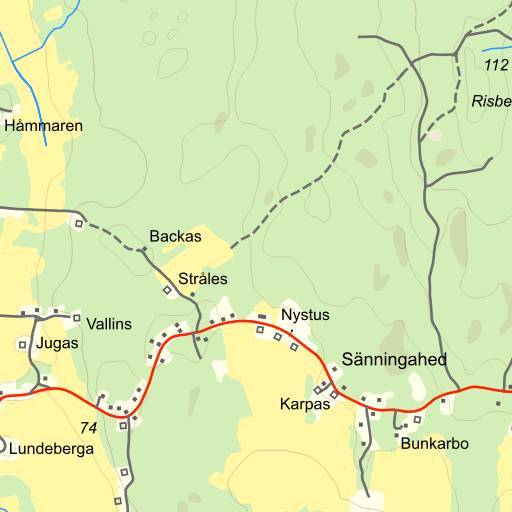 112
Risbe
Håmmaren
Backas
Stråles
Nystus
Vallins
Jugas
Sänningahed
Karpas
74
Bunkarbo
Lundeberga